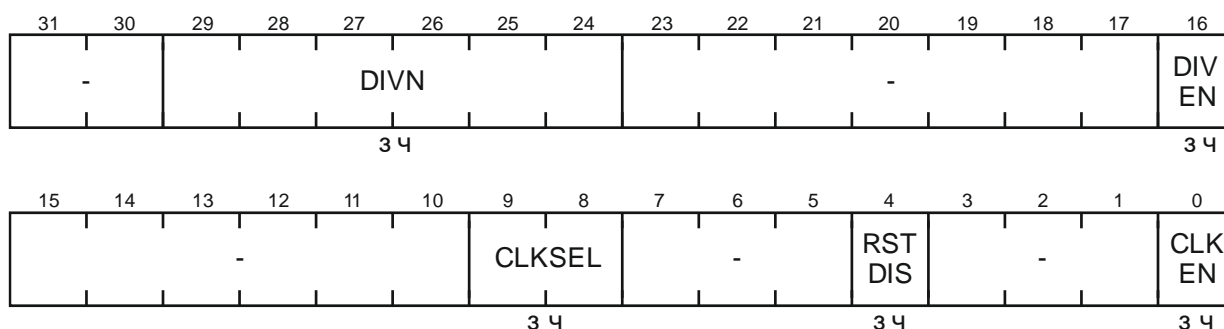 31 30 29 28 27 26 25 24 23 22 21 20 19 18 17 16
- DIVN - DIV
EN
З Ч З Ч
15 14 13 12 11 10 9 8 7 6 5 4 3 2 1 0
- CLKSEL - RST - CLK
DIS EN
З Ч З Ч З Ч